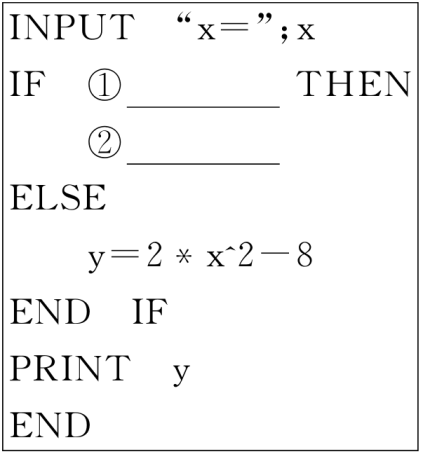 INPUT “x＝”;x
IF ①________ THEN
②________
ELSE
y＝2 * x^2－8
END IF
PRINT y
END